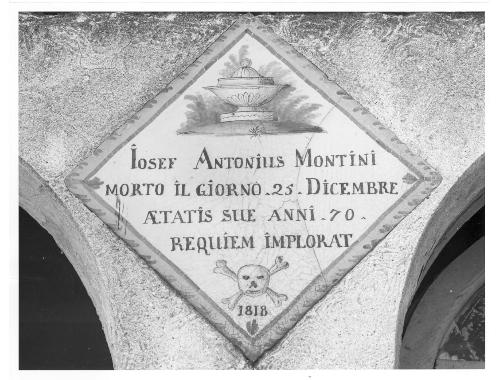 IOSEF ANTONIUS MONTINI
MORTO IL GIORNO.25.DICEMBRE
ÆTATIS SUE ANNI.70.
REQUIEM IMPLORAT
1818